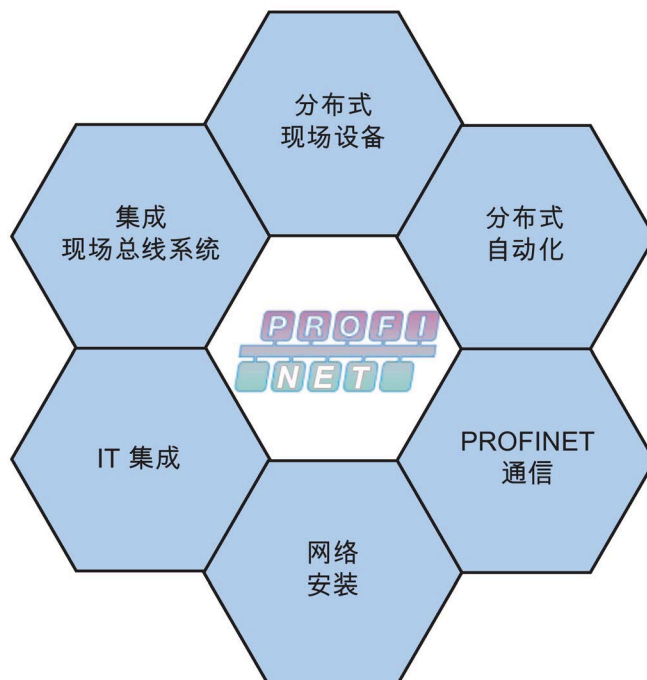 分布式
现场设备
集成
现场总线系统
分布式
自动化
PROFI
NET
IT 集成
PROFINET
通信
网络
安装